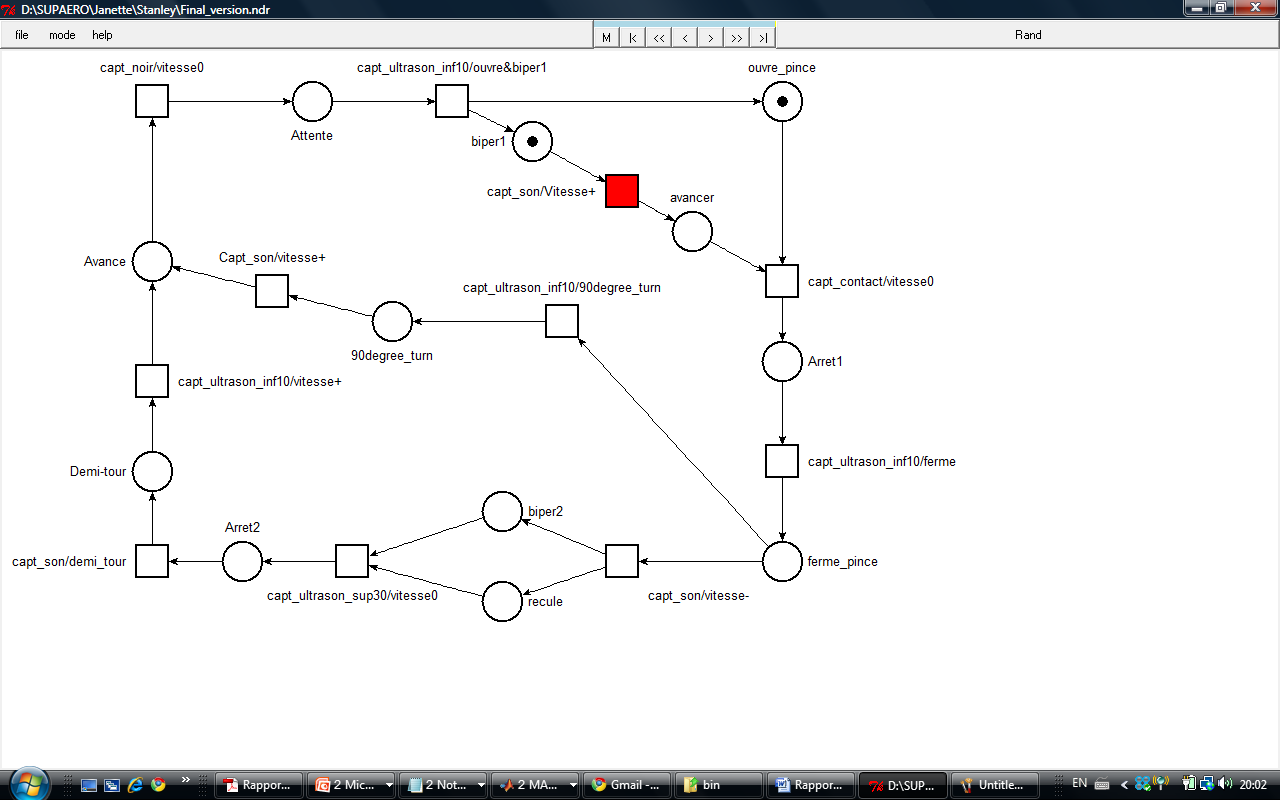 D:\SUPAERO\Janette\Stanley\Final_version.ndr
file mode help M |< << < > >> >| Rand
capt_noir/vitesse0 capt_ultrason_inf10/ouvre&biper1 ouvre_pince
Attente
biper1
capt_son/Vitesse+
avancer
Avance
Capt_son/vitesse+
capt_ultrason_inf10/90degree_turn
capt_contact/vitesse0
90degree_turn
Arret1
capt_ultrason_inf10/vitesse+
capt_ultrason_inf10/ferme
Demi-tour
biper2
Arret2
capt_son/demi_tour
ferme_pince
capt_ultrason_sup30/vitesse0
recule
capt_son/vitesse-
» Rappor... 2 Mic... 2 Not... 2 MA... Gmail -... bin Rappor... D:\SUP... Untitle... EN < 20:02